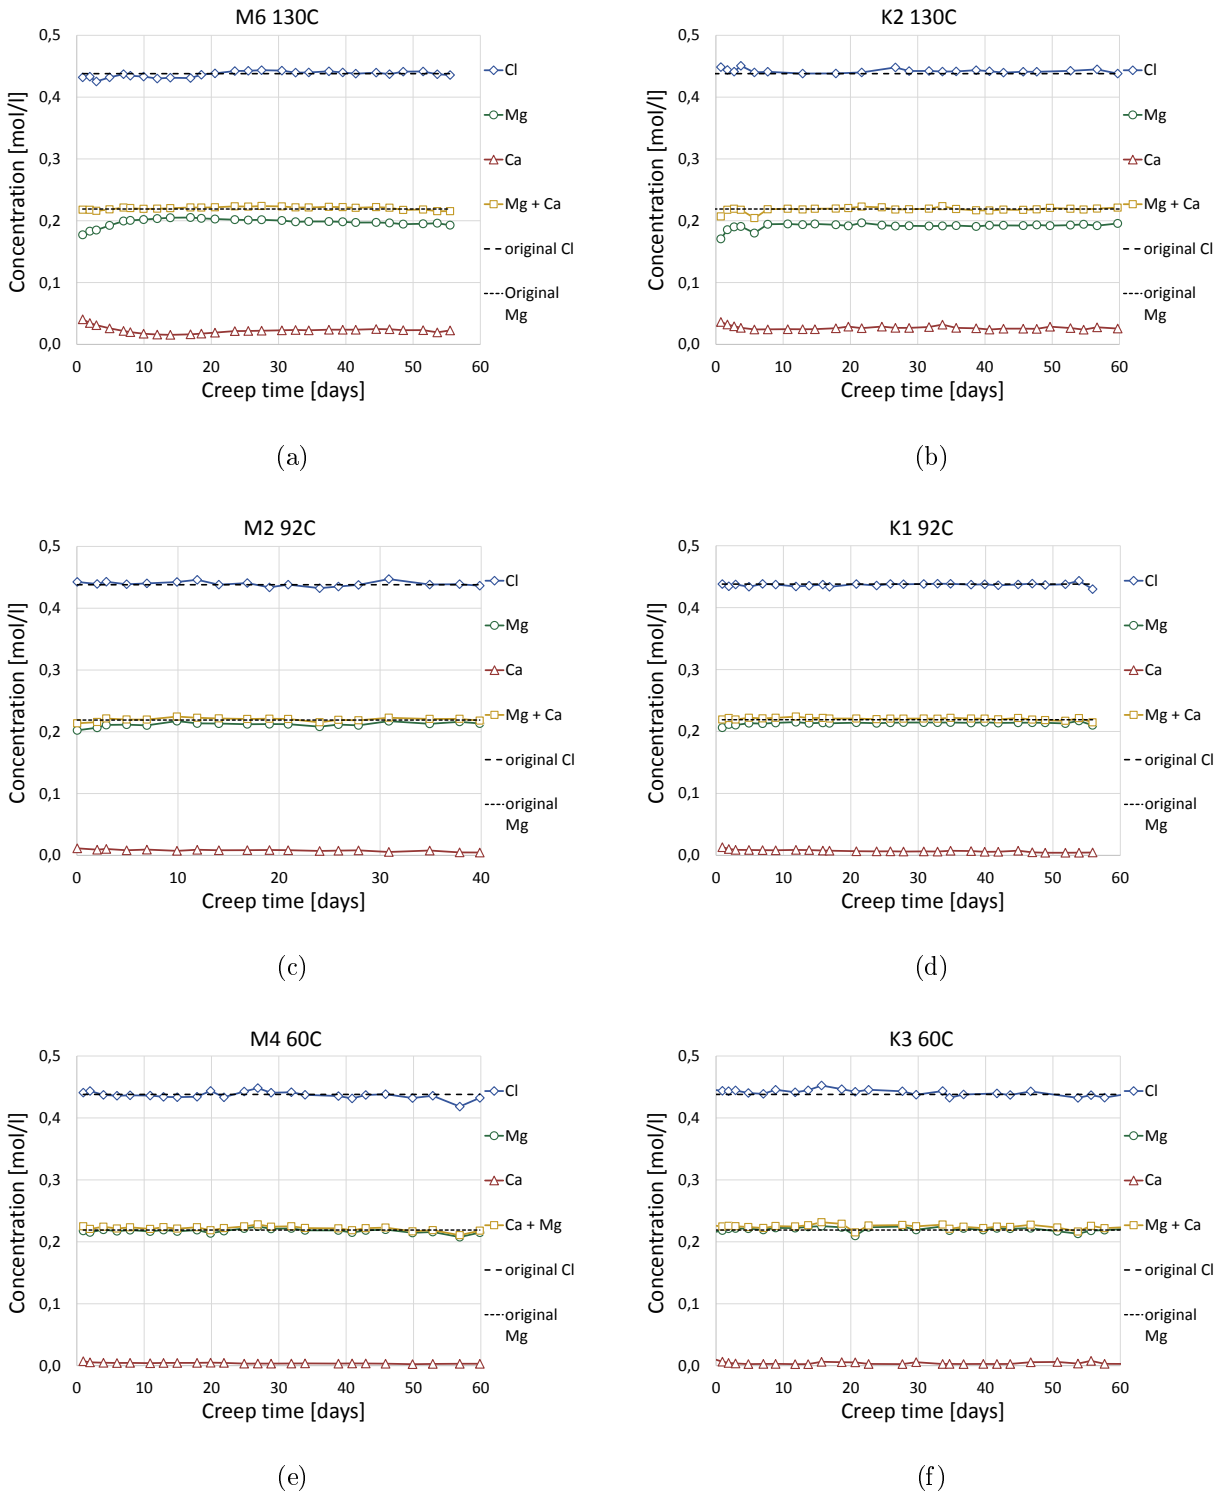 M6 130C
0,5
0,4
0,3
0,2
0,1
0,0
Concentration [mol/l]
0 10 20 30 40 50 60
Creep time [days]
Cl
Mg
Ca
Mg + Ca
original Cl
Original
Mg
(a)
K2 130C
0,5
0,4
0,3
0,2
0,1
0,0
Concentration [mol/l]
0 10 20 30 40 50 60
Creep time [days]
Cl
Mg
Ca
Mg + Ca
original Cl
Original
Mg
(b)
M2 92C
0,5
0,4
0,3
0,2
0,1
0,0
Concentration [mol/l]
0 10 20 30 40
Creep time [days]
Cl
Mg
Ca
Mg + Ca
original Cl
original
Mg
(c)
K1 92C
0,5
0,4
0,3
0,2
0,1
0,0
Concentration [mol/l]
0 10 20 30 40 50 60
Creep time [days]
Cl
Mg
Ca
Mg + Ca
original Cl
original
Mg
(d)
M4 60C
0,5
0,4
0,3
0,2
0,1
0,0
Concentration [mol/l]
0 10 20 30 40 50 60
Creep time [days]
Cl
Mg
Ca
Ca + Mg
original Cl
original
Mg
(e)
K3 60C
0,5
0,4
0,3
0,2
0,1
0,0
Concentration [mol/l]
0 10 20 30 40 50 60
Creep time [days]
Cl
Mg
Ca
Mg + Ca
original Cl
original
Mg
(f)